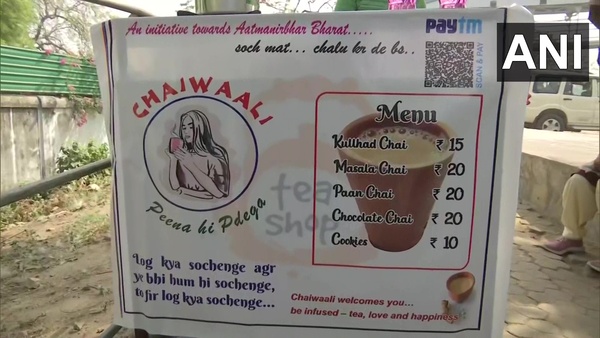 ANI
An initiative towards Aatmanirbhar Bharat.....
soch mat... chalu kr de bs..
paytm
SCAN & PAY
CHAIWAALI
Peena hi Pdega
tea
shop
Menu
Kullhad Chai ₹ 15
Masala Chai ₹ 20
Paan Chai ₹ 20
Chocolate Chai ₹ 20
Cookies ₹ 10
Log kya sochenge agr
ye bhi hum hi sochenge,
to fir log kya sochenge...
Chaiwaali welcomes you...
be infused – tea, love and happiness